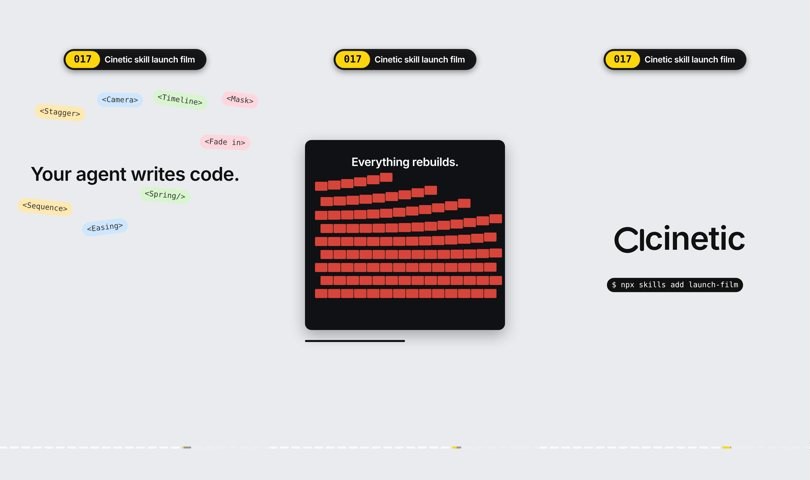 017 Cinetic skill launch film
<Stagger>
<Camera>
<Timeline>
<Mask>
<Fade in>
Your agent writes code.
<Spring/>
<Sequence>
<Easing>
017 Cinetic skill launch film
Everything rebuilds.
017 Cinetic skill launch film
cinetic
$ npx skills add launch-film